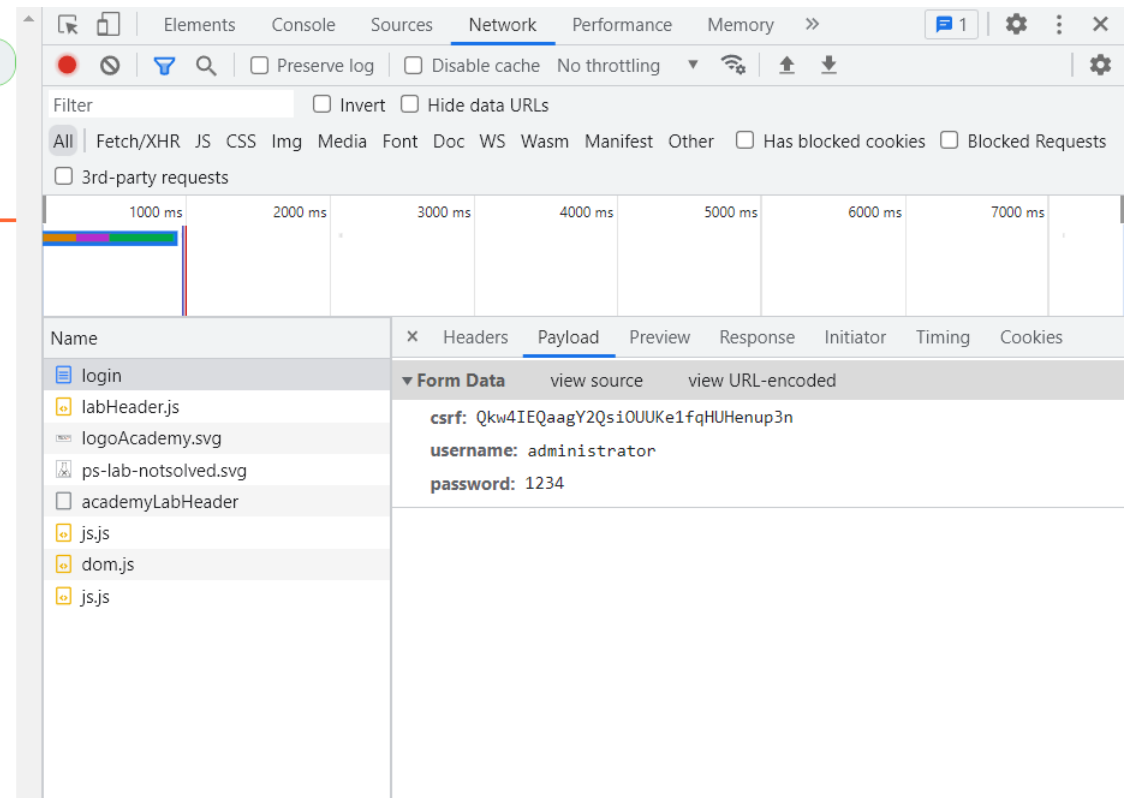 Elements Console Sources Network Performance Memory 1
Preserve log Disable cache No throttling
Filter Invert Hide data URLs
All Fetch/XHR JS CSS Img Media Font Doc WS Wasm Manifest Other Has blocked cookies Blocked Requests
3rd-party requests
1000 ms 2000 ms 3000 ms 4000 ms 5000 ms 6000 ms 7000 ms
Name
login
labHeader.js
logoAcademy.svg
ps-lab-notsolved.svg
academyLabHeader
js.js
dom.js
js.js
Headers Payload Preview Response Initiator Timing Cookies
Form Data view source view URL-encoded
csrf: Qkw4IEQaagY2QsiOUUKe1fqHUHenup3n
username: administrator
password: 1234